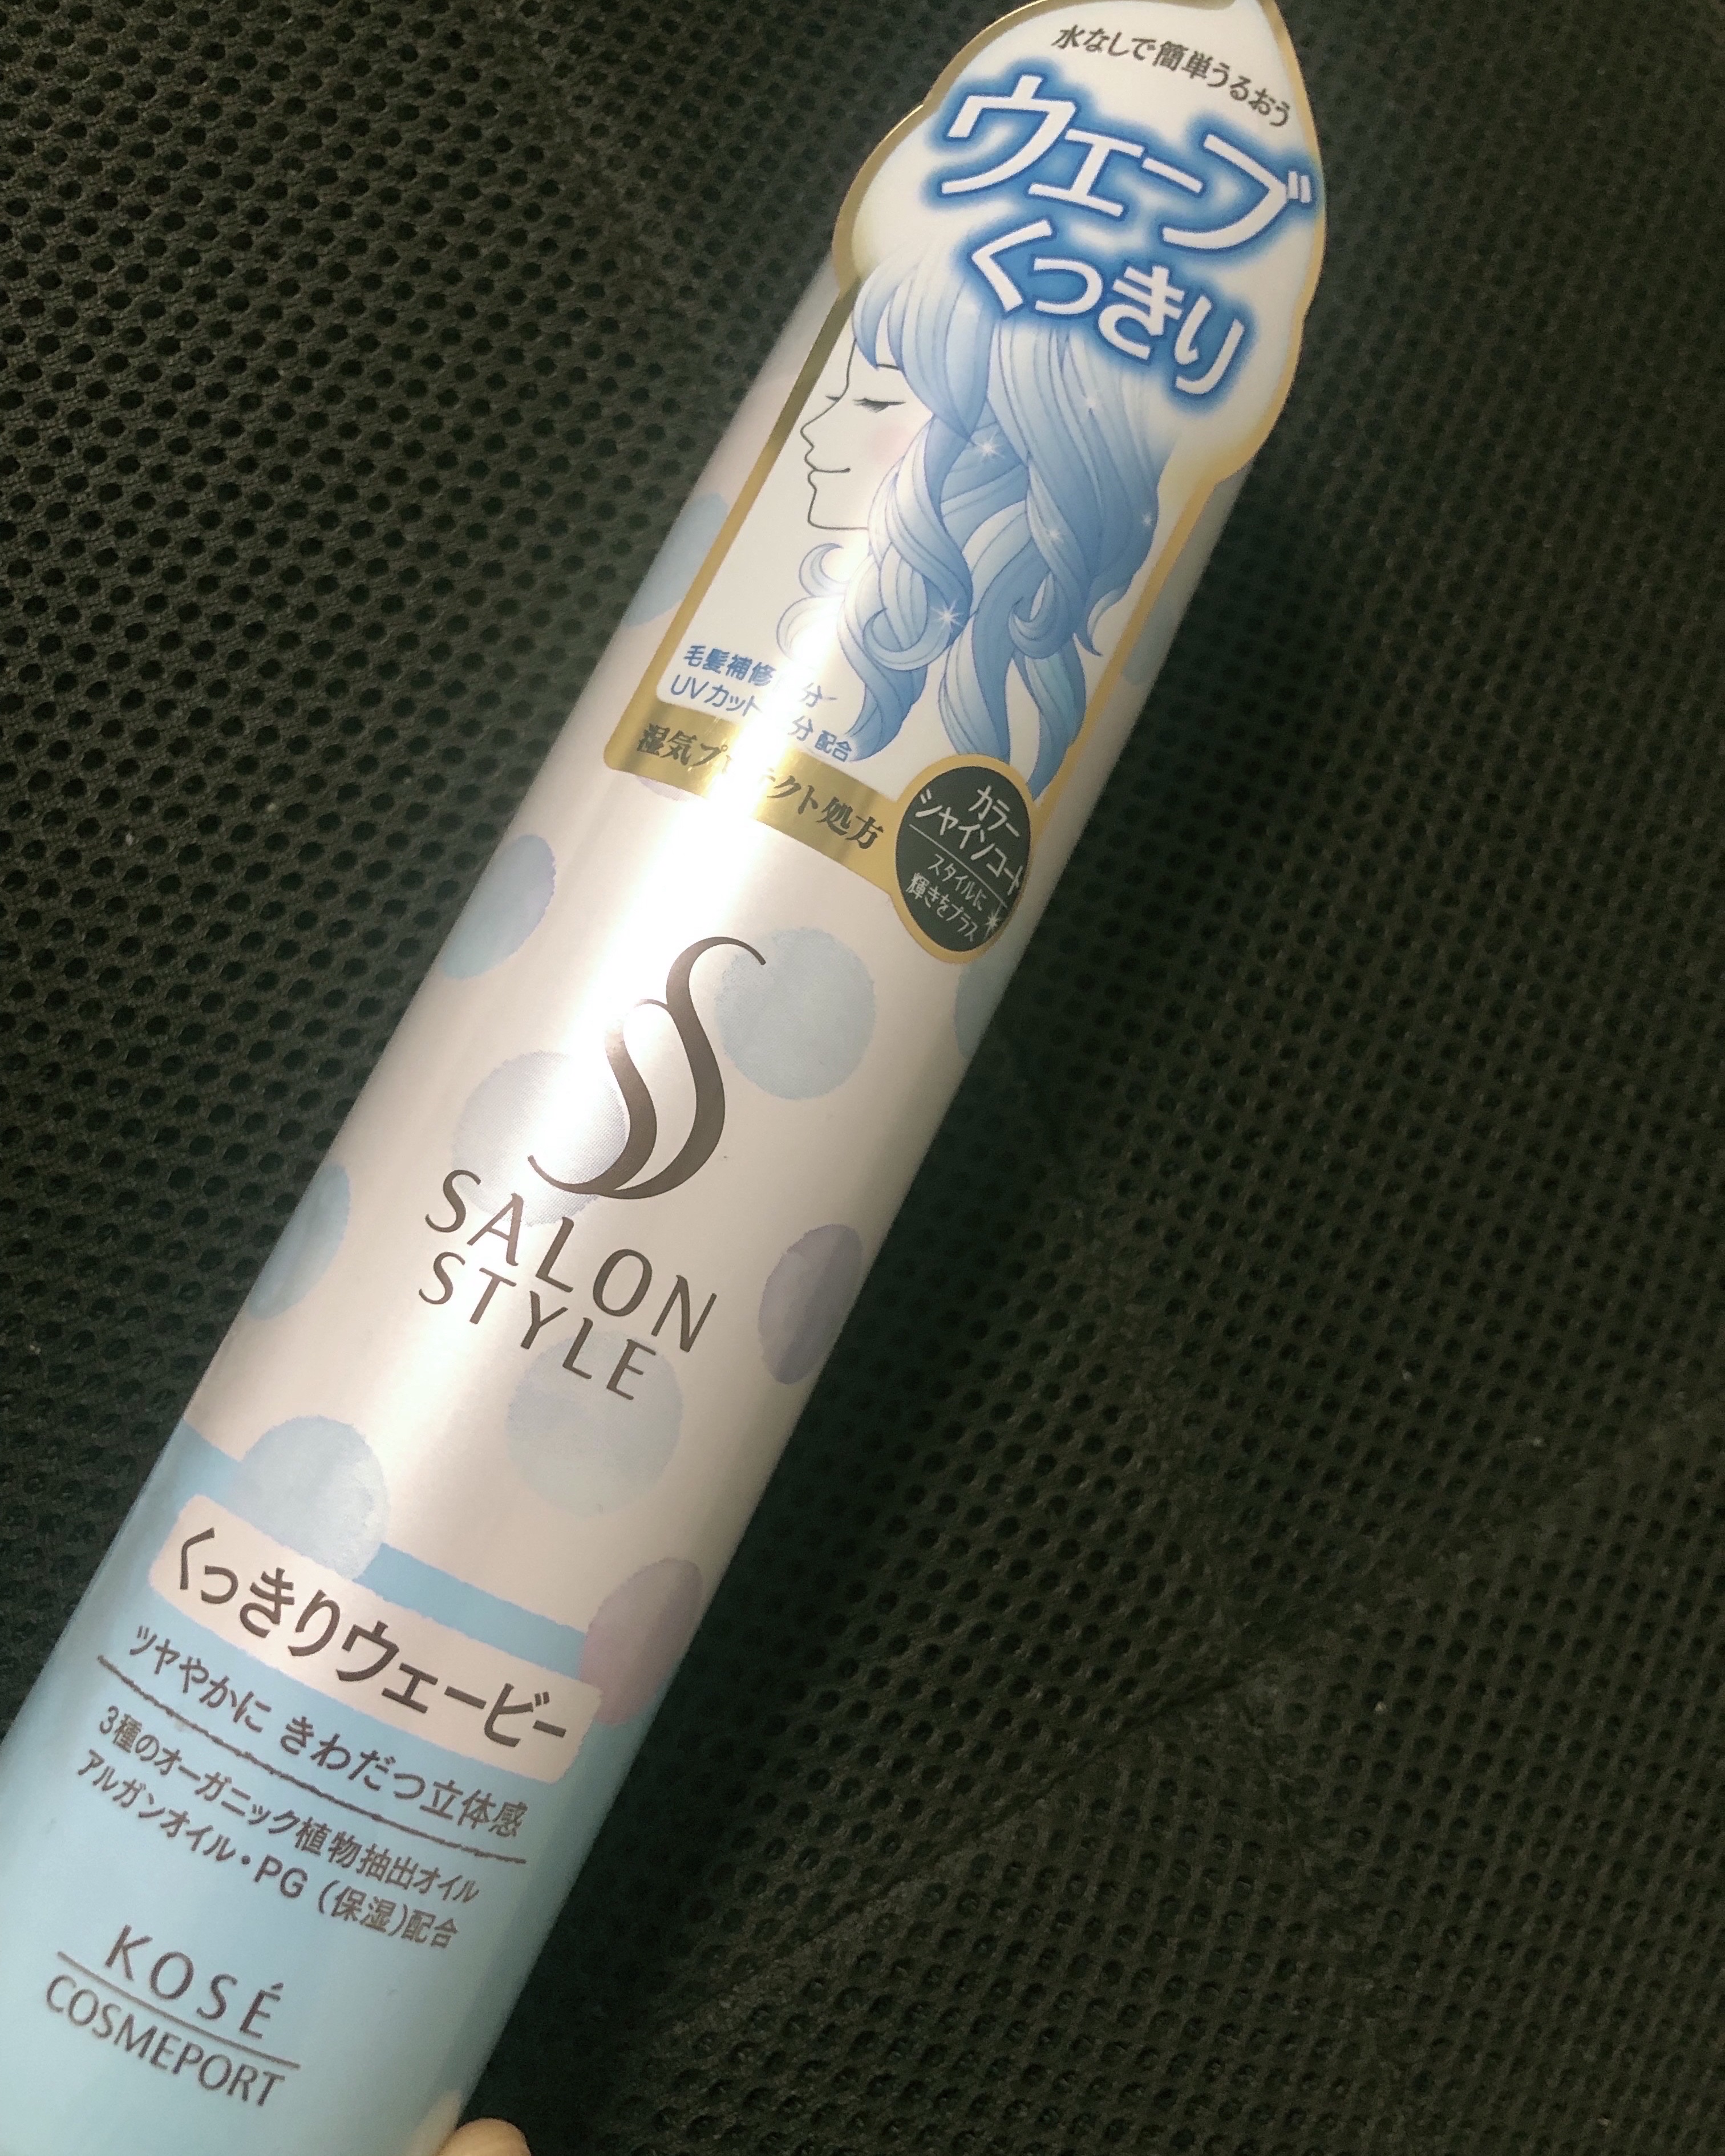 水なしで簡単うるおう
ウェーブ
くっきり
毛髪補修 分
UVカット 分配合
湿気プロテクト処方
カラー
シャインコート
スタイルに
輝きをプラス
SALON
STYLE
くっきりウェービー
ツヤやかに きわだつ立体感
3種のオーガニック植物抽出オイル
アルガンオイル・PG(保湿)配合
KOSÉ
COSMEPORT